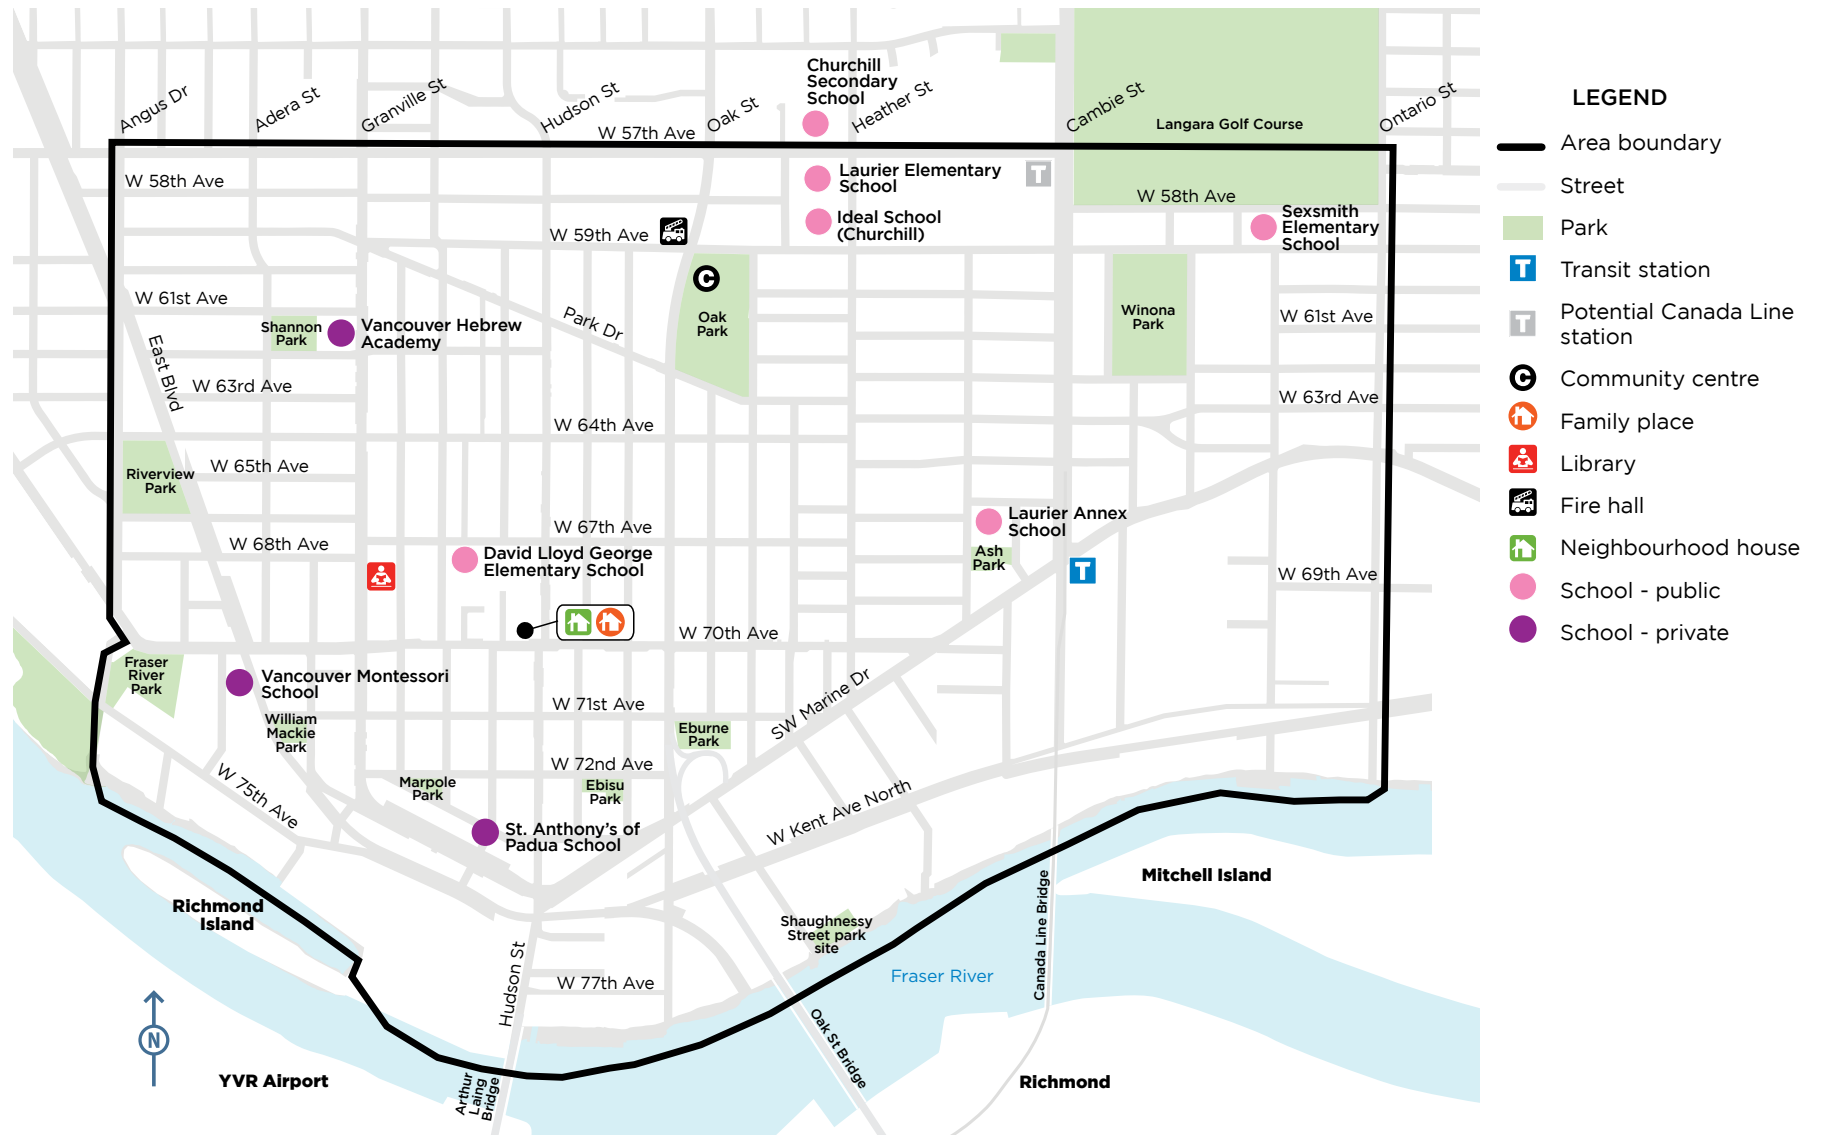 Churchill
Secondary
School
Angus Dr
Adera St
Granville St
Hudson St
W 57th Ave
Oak St
Heather St
Cambie St
Langara Golf Course
Ontario St
W 58th Ave
Laurier Elementary
School
T
W 58th Ave
Ideal School
(Churchill)
Sexsmith
Elementary
School
W 59th Ave
C
W 61st Ave
Shannon
Park
Vancouver Hebrew
Academy
Park Dr
Oak
Park
Winona
Park
W 61st Ave
East Blvd
W 63rd Ave
W 63rd Ave
W 64th Ave
W 65th Ave
Riverview
Park
W 67th Ave
Laurier Annex
School
W 68th Ave
David Lloyd George
Elementary School
Ash
Park
T
W 69th Ave
W 70th Ave
Fraser
River
Park
Vancouver Montessori
School
W 71st Ave
SW Marine Dr
William
Mackie
Park
Eburne
Park
W 72nd Ave
W 75th Ave
Marpole
Park
Ebisu
Park
W Kent Ave North
St. Anthony's of
Padua School
Mitchell Island
Richmond
Island
Shaughnessy
Street park
site
Canada Line Bridge
Hudson St
W 77th Ave
Fraser River
Oak St Bridge
N
YVR Airport
Arthur
Laing
Bridge
Richmond
LEGEND
Area boundary
Street
Park
T
Transit station
T
Potential Canada Line
station
C
Community centre
Family place
Library
Fire hall
Neighbourhood house
School - public
School - private